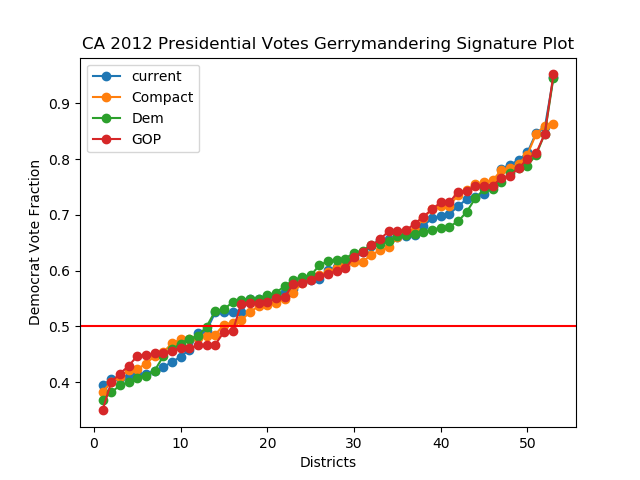 CA 2012 Presidential Votes Gerrymandering Signature Plot
current
Compact
Dem
GOP
0.9
0.8
0.7
0.6
0.5
0.4
Democrat Vote Fraction
0 10 20 30 40 50
Districts